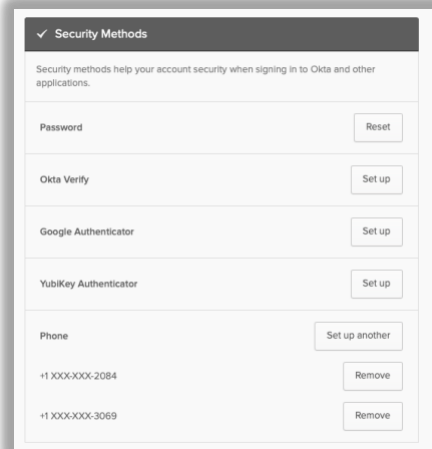 Security Methods
Security methods help your account security when signing in to Okta and other
applications.
Password
Reset
Okta Verify
Set up
Google Authenticator
Set up
YubiKey Authenticator
Set up
Phone
Set up another
+1 XXX-XXX-2084
Remove
+1 XXX-XXX-3069
Remove